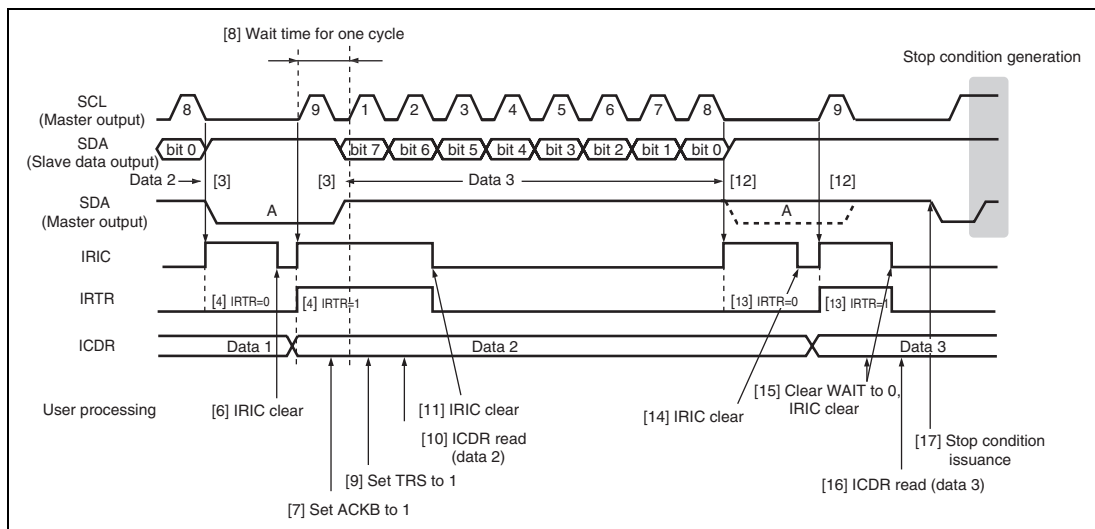 [8] Wait time for one cycle
Stop condition generation
SCL
(Master output)
8 9 1 2 3 4 5 6 7 8 9
SDA
(Slave data output)
bit 0 bit 7 bit 6 bit 5 bit 4 bit 3 bit 2 bit 1 bit 0
Data 2 [3] [3] Data 3 [12] [12]
SDA
(Master output)
A A
IRIC
IRTR
[4] IRTR=0 [4] IRTR=1 [13] IRTR=0 [13] IRTR=1
ICDR
Data 1 Data 2 Data 3
User processing
[6] IRIC clear
[11] IRIC clear
[14] IRIC clear
[15] Clear WAIT to 0,
IRIC clear
[10] ICDR read
(data 2)
[17] Stop condition
issuance
[9] Set TRS to 1
[16] ICDR read (data 3)
[7] Set ACKB to 1